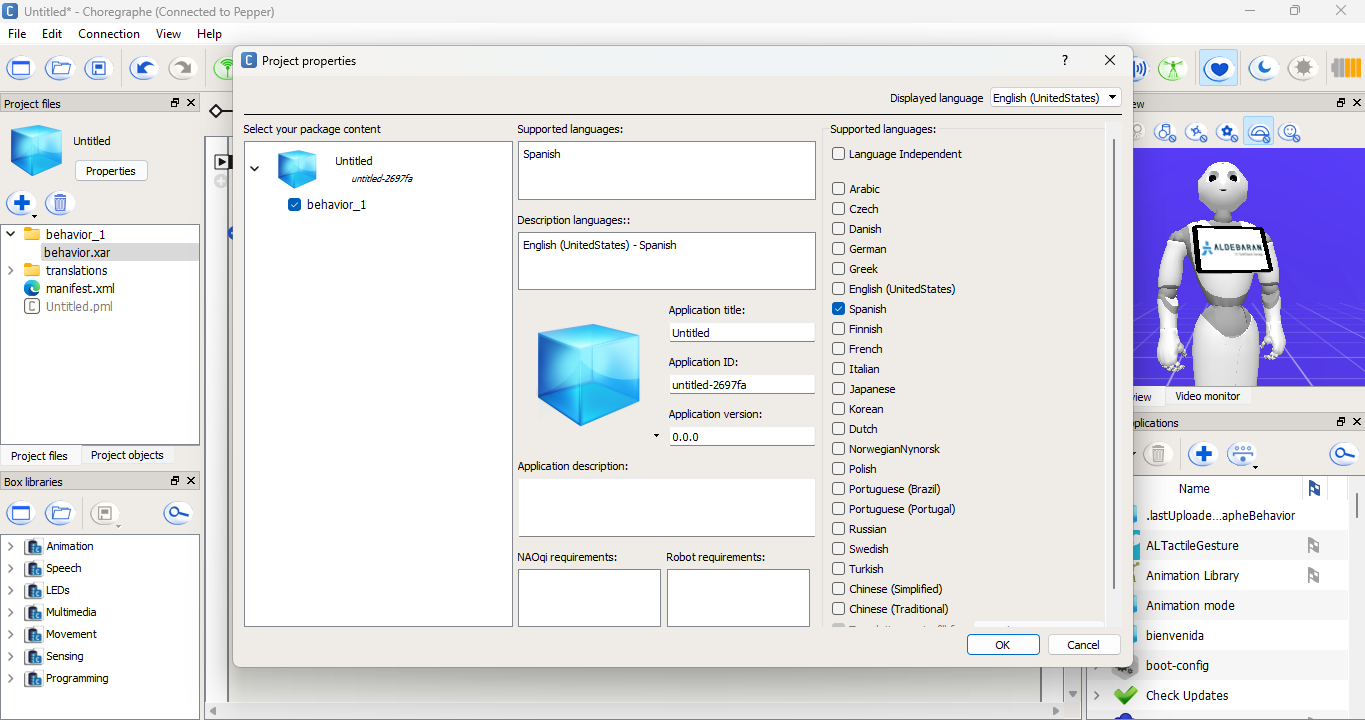 Untitled* - Choregraphe (Connected to Pepper)
File Edit Connection View Help
Project files
Untitled
Properties
behavior_1
behavior.xar
translations
manifest.xml
Untitled.pml
Project files Project objects
Box libraries
Animation
Speech
LEDs
Multimedia
Movement
Sensing
Programming
Project properties
Displayed language English (UnitedStates)
Select your package content
Untitled
untitled-2697fa
behavior_1
Supported languages:
Spanish
Description languages::
English (UnitedStates) - Spanish
Application title:
Untitled
Application ID:
untitled-2697fa
Application version:
0.0.0
Application description:
NAOqi requirements: Robot requirements:
Supported languages:
Language Independent
Arabic
Czech
Danish
German
Greek
English (UnitedStates)
Spanish
Finnish
French
Italian
Japanese
Korean
Dutch
NorwegianNynorsk
Polish
Portuguese (Brazil)
Portuguese (Portugal)
Russian
Swedish
Turkish
Chinese (Simplified)
Chinese (Traditional)
OK Cancel
ew
ALDEBARAN
view Video monitor
plications
Name
.lastUploade...apheBehavior
ALTactileGesture
Animation Library
Animation mode
bienvenida
boot-config
Check Updates